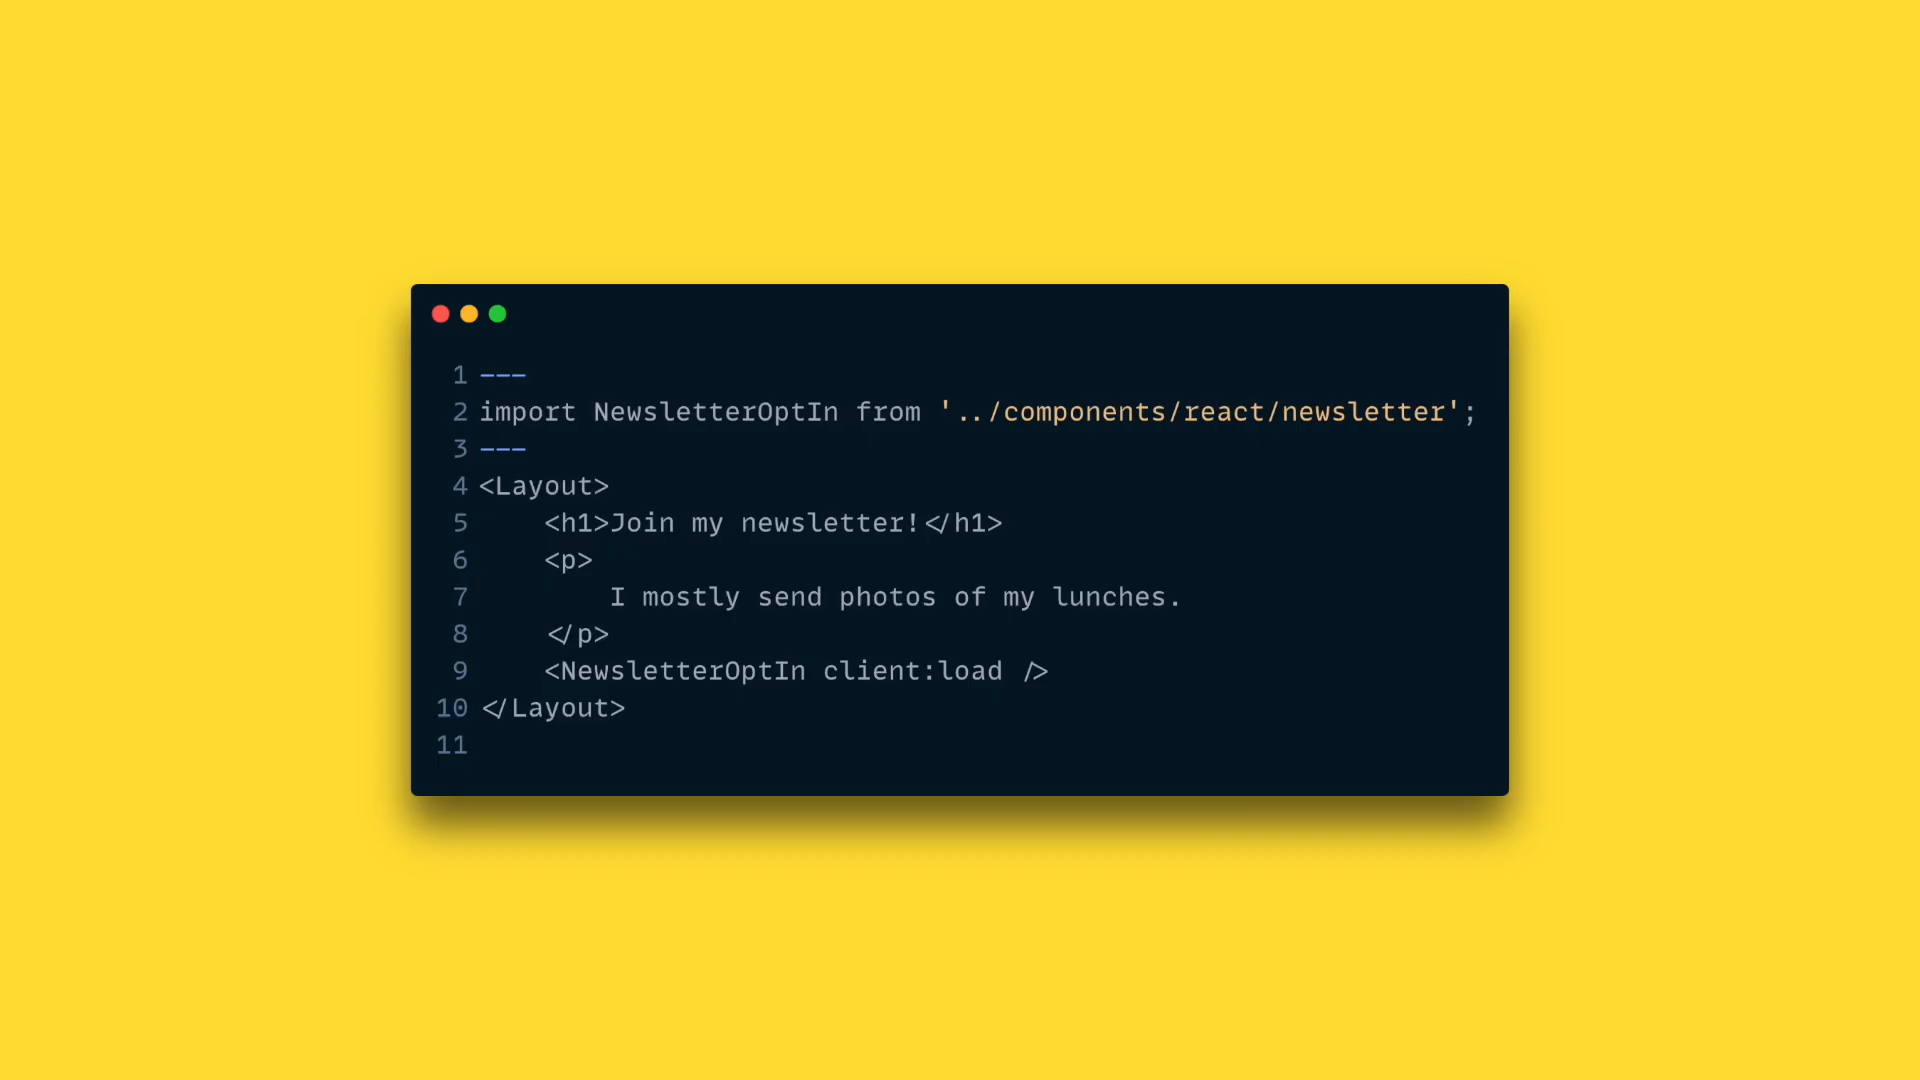 1 ---
2 import NewsletterOptIn from '../components/react/newsletter';
3 ---
4 <Layout>
5     <h1>Join my newsletter!</h1>
6     <p>
7         I mostly send photos of my lunches.
8     </p>
9     <NewsletterOptIn client:load />
10 </Layout>
11